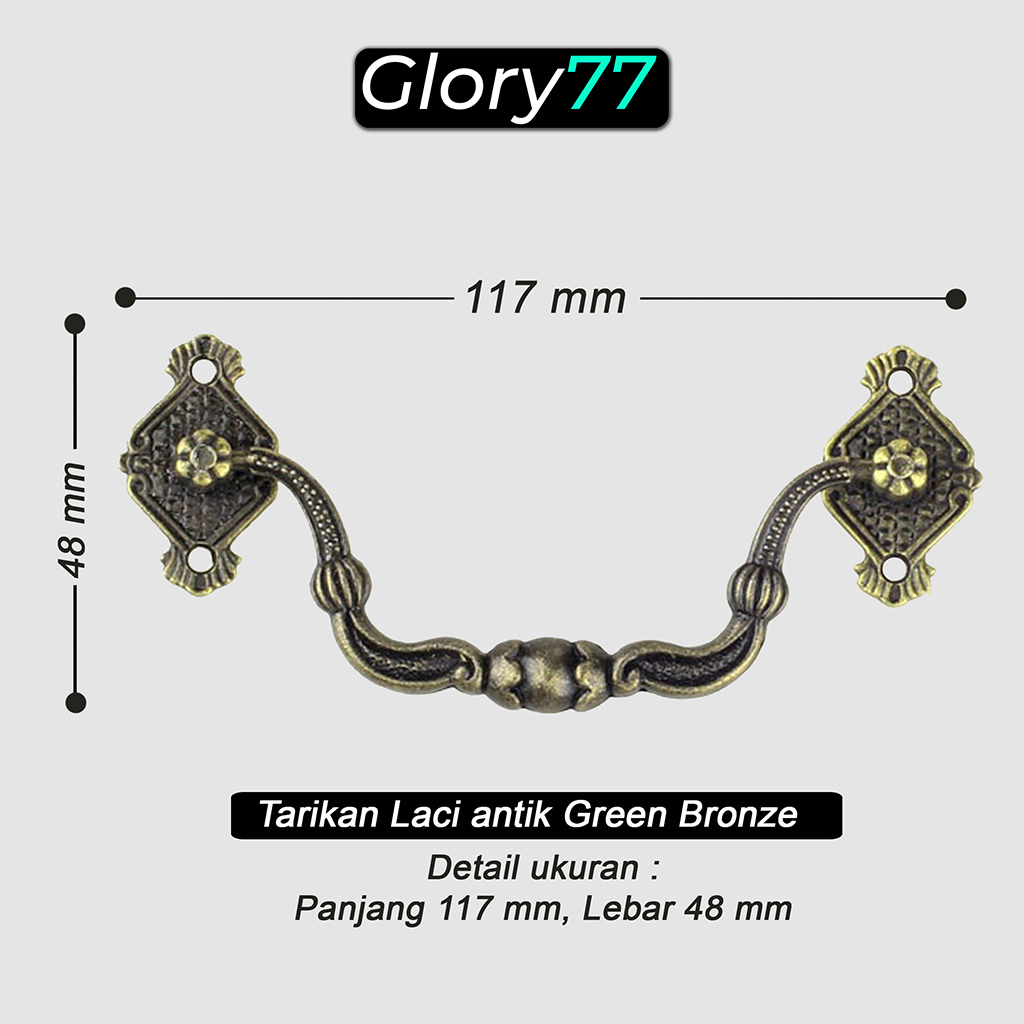 Glory77
117 mm
48 mm
Tarikan Laci antik Green Bronze
Detail ukuran :
Panjang 117 mm, Lebar 48 mm